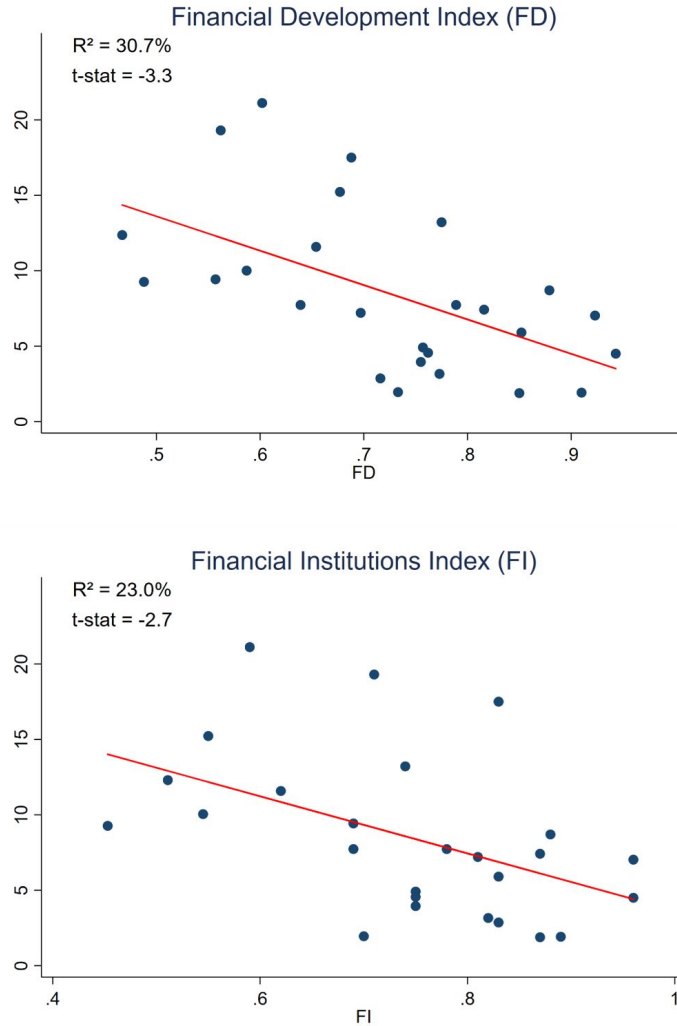 Financial Development Index (FD)
R² = 30.7%
t-stat = -3.3
20
15
10
5
0
.5 .6 .7 .8 .9
FD
Financial Institutions Index (FI)
R² = 23.0%
t-stat = -2.7
20
15
10
5
0
.4 .6 .8 1
FI